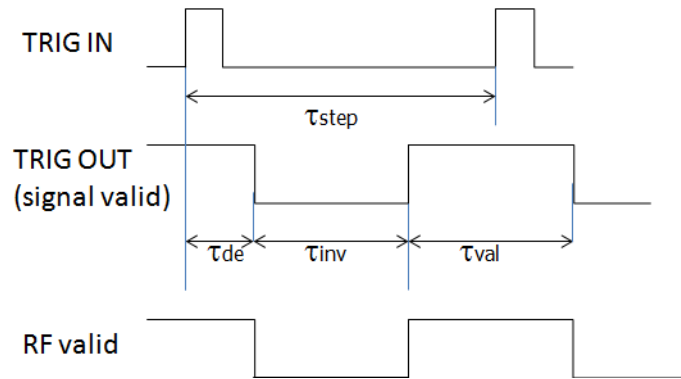 TRIG IN
τstep
TRIG OUT
(signal valid)
τde
τinv
τval
RF valid